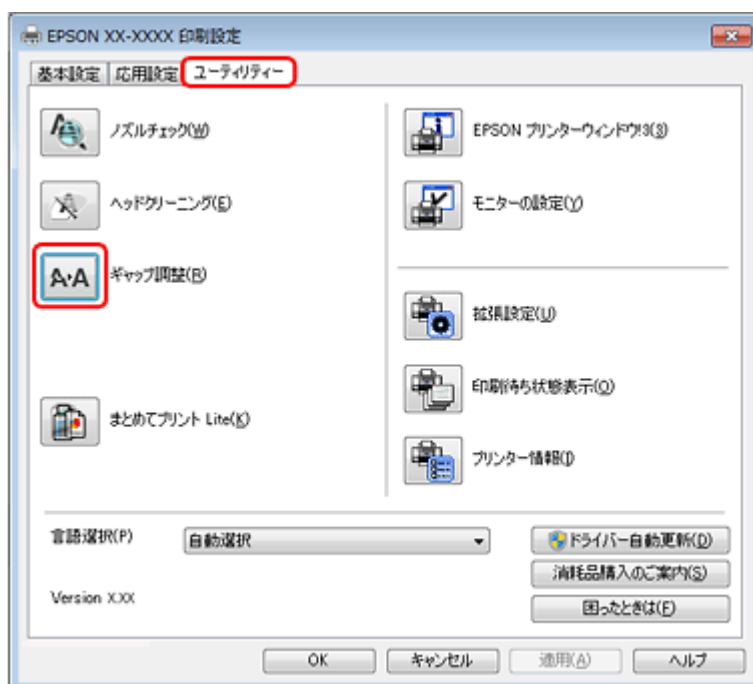 EPSON XX-XXXX 印刷設定
基本設定 応用設定 ユーティリティー
ノズルチェック(W)
ヘッドクリーニング(E)
A･A ギャップ調整(R)
まとめてプリント Lite(K)
EPSON プリンターウィンドウ!3(3)
モニターの設定(Y)
拡張設定(U)
印刷待ち状態表示(O)
プリンター情報(I)
言語選択(P) 自動選択
Version X.XX
ドライバー自動更新(D)
消耗品購入のご案内(S)
困ったときは(F)
OK キャンセル 適用(A) ヘルプ